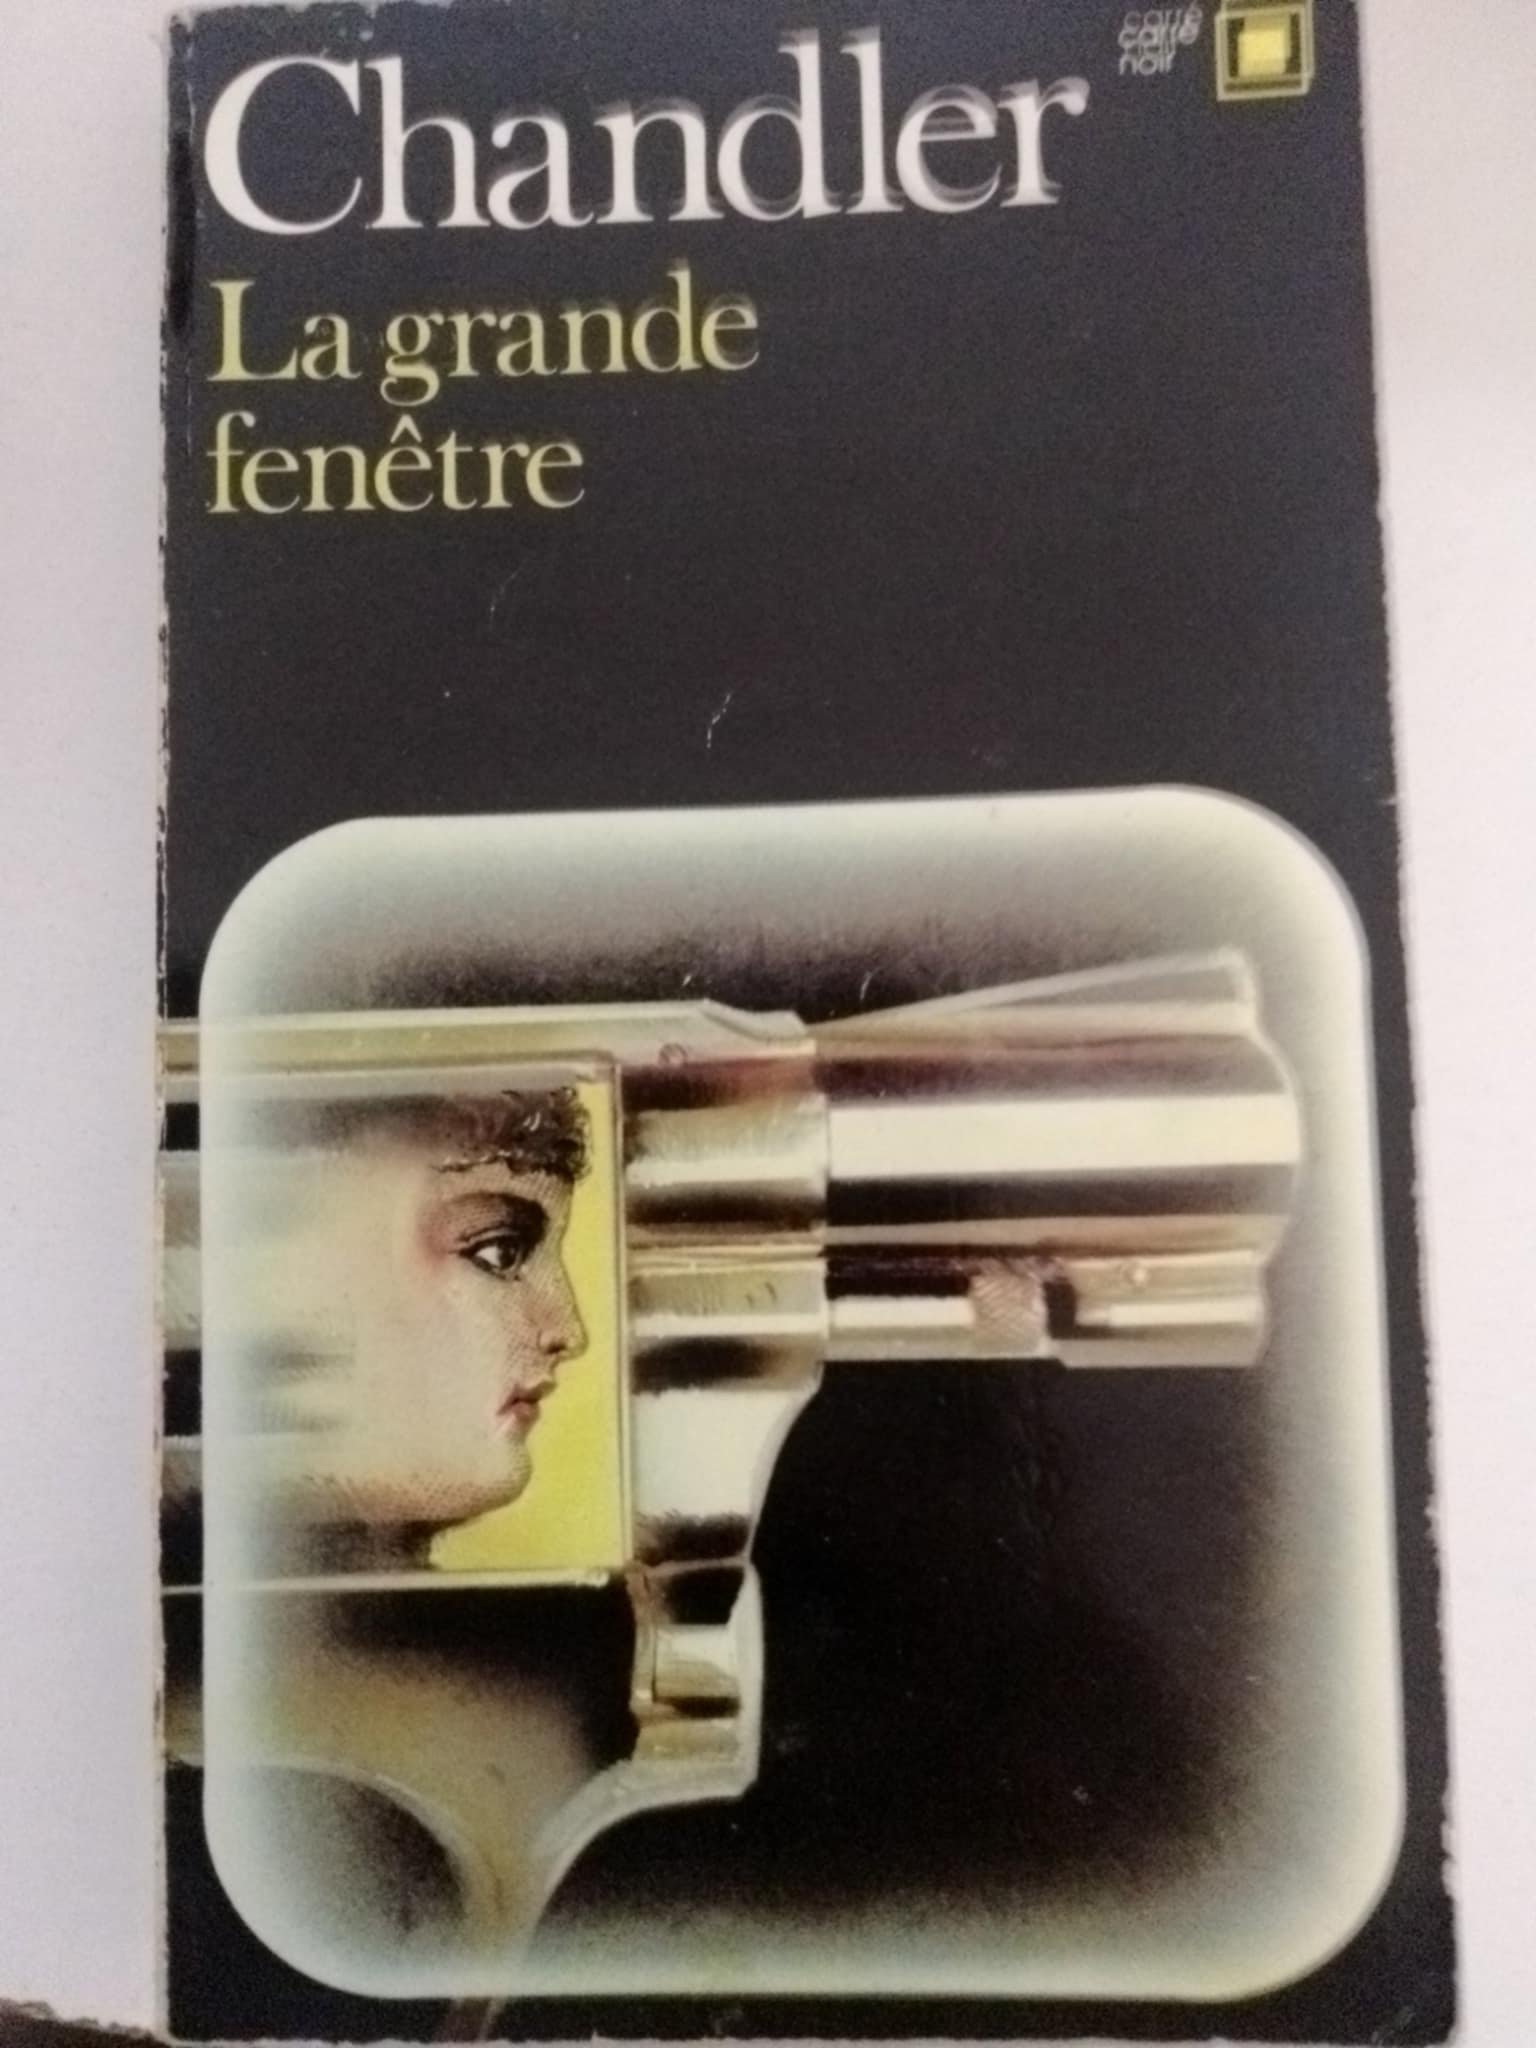 Chandler
carré
noir
La grande
fenêtre